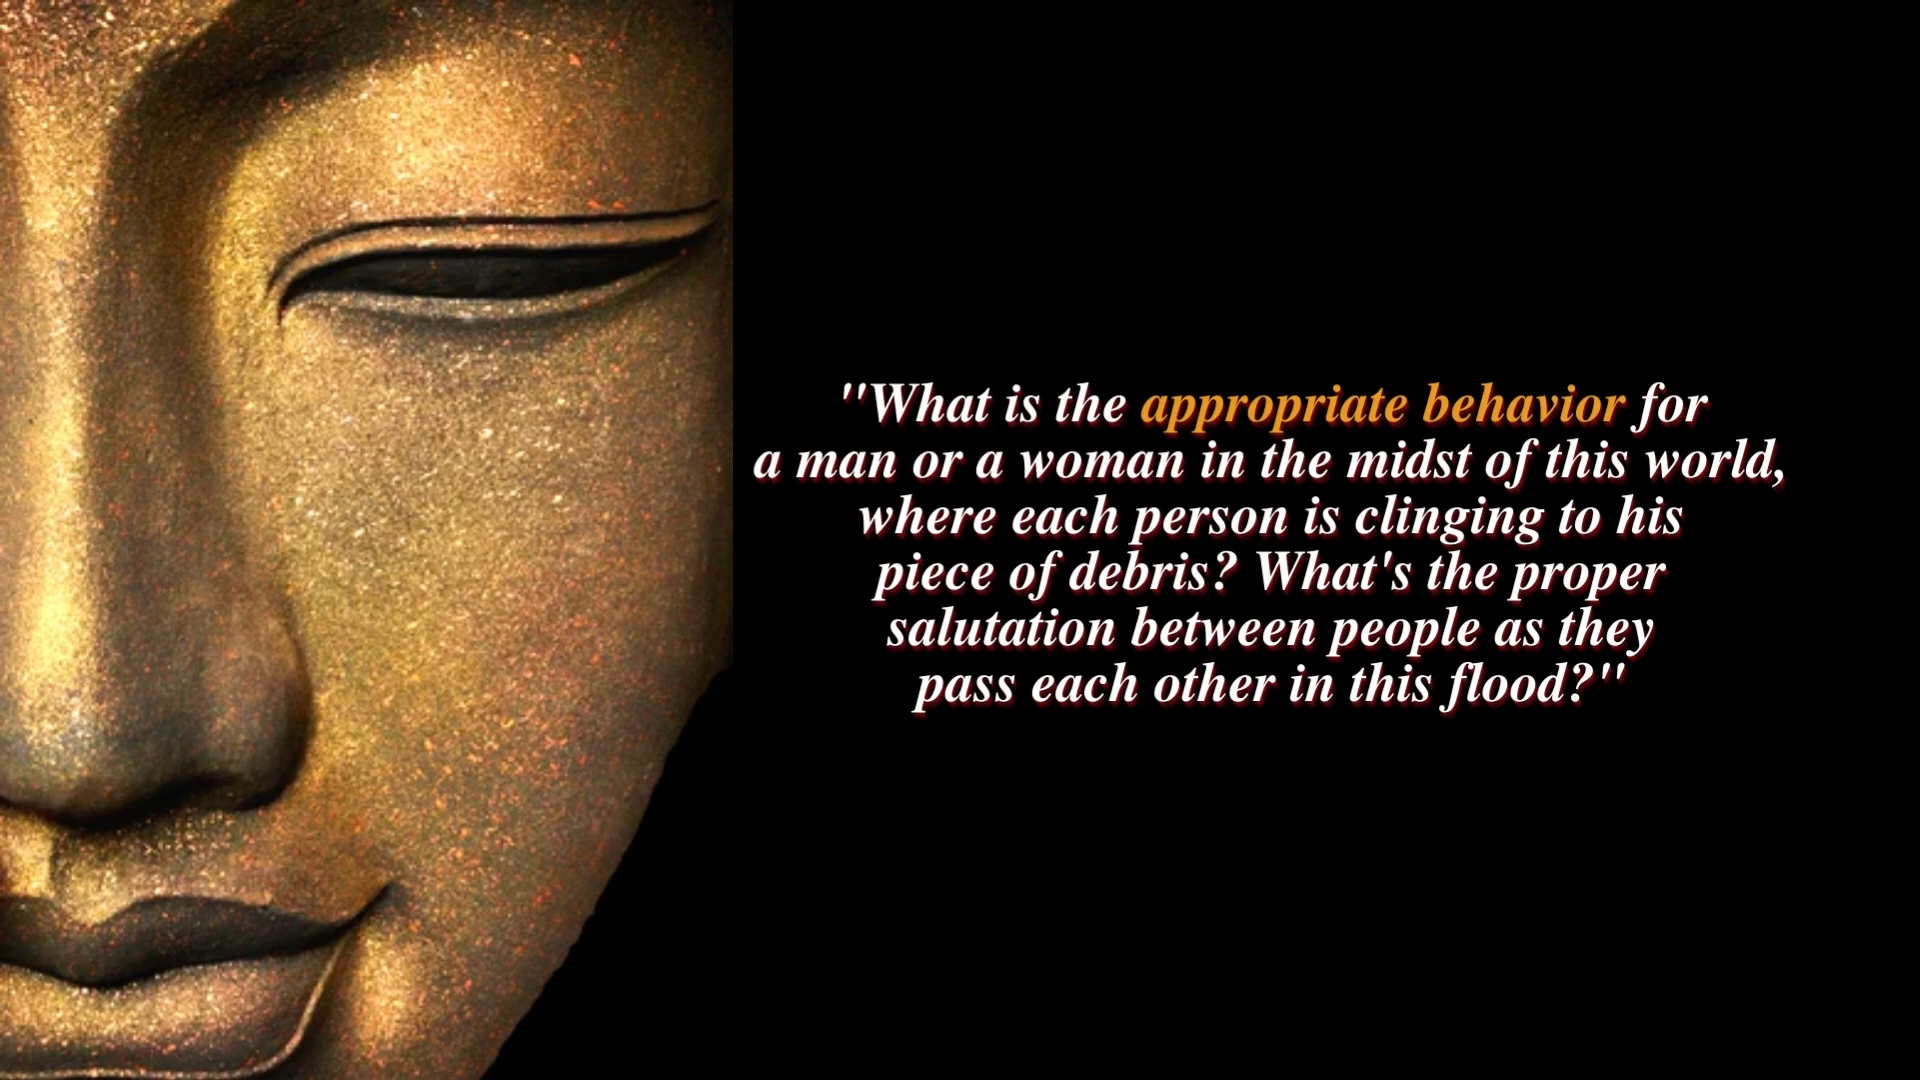 "What is the appropriate behavior for
a man or a woman in the midst of this world,
where each person is clinging to his
piece of debris? What's the proper
salutation between people as they
pass each other in this flood?"